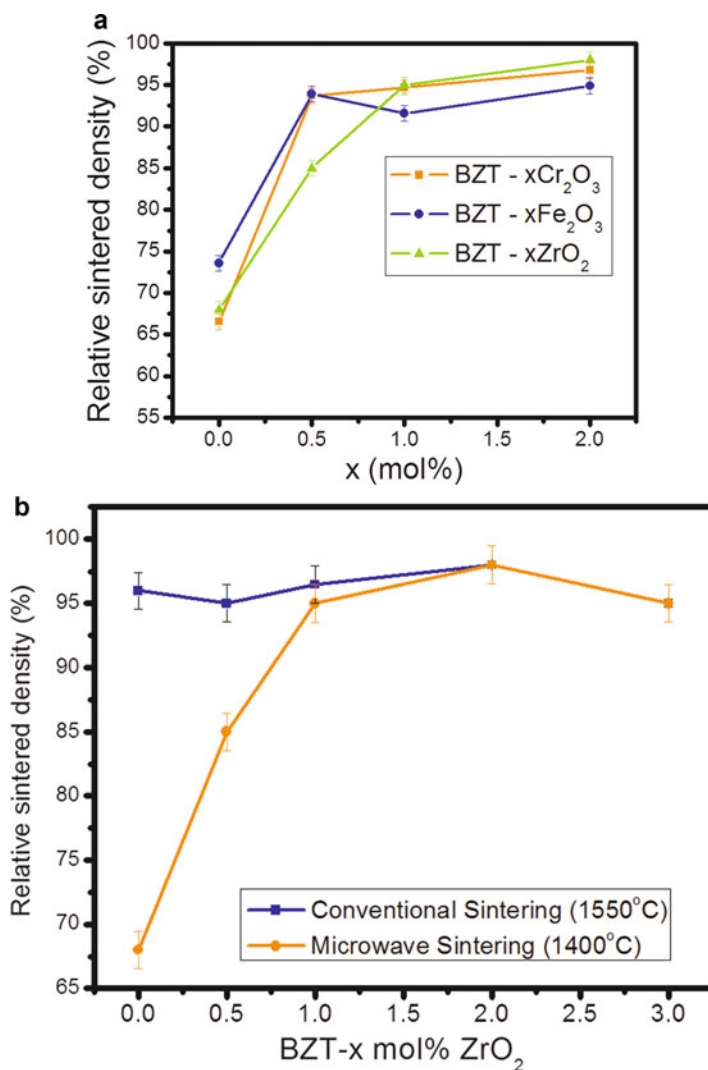 a
100
95
90
85
80
75
70
65
60
55
Relative sintered density (%)
BZT - xCr₂O₃
BZT - xFe₂O₃
BZT - xZrO₂
0.0 0.5 1.0 1.5 2.0
x (mol%)
b
100
95
90
85
80
75
70
65
Relative sintered density (%)
Conventional Sintering (1550°C)
Microwave Sintering (1400°C)
0.0 0.5 1.0 1.5 2.0 2.5 3.0
BZT-x mol% ZrO₂